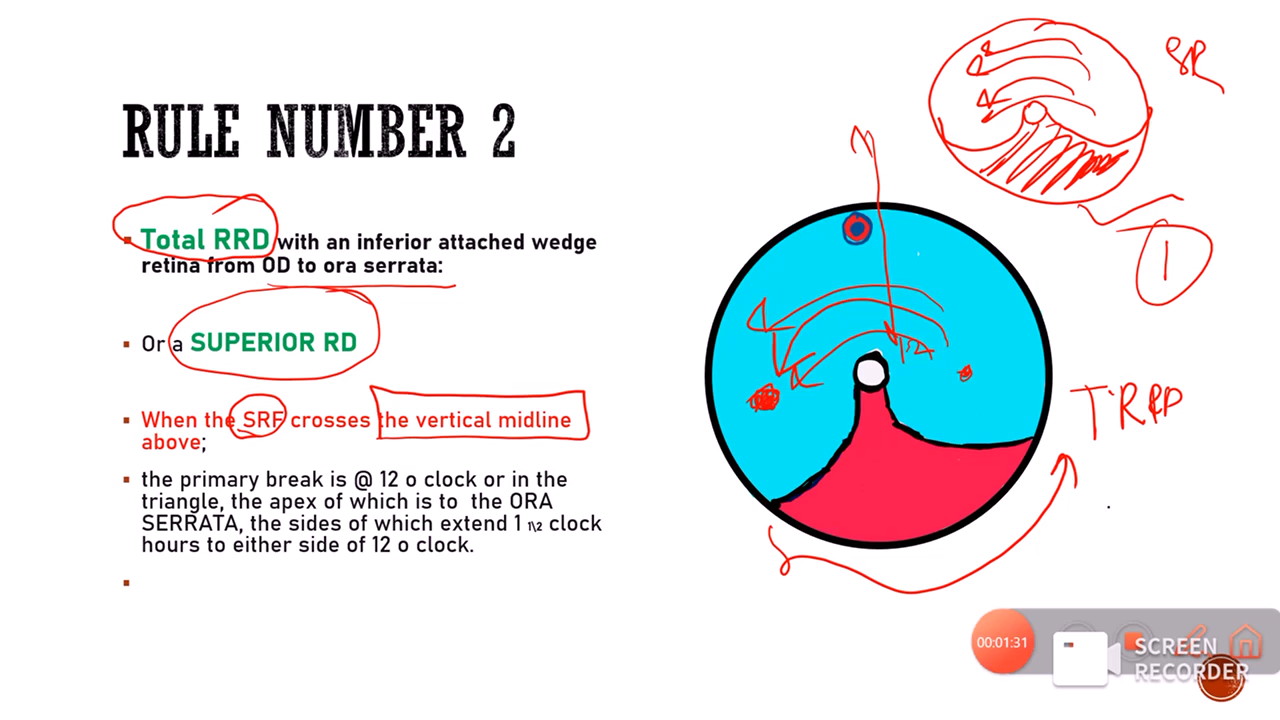 RULE NUMBER 2
Total RRD with an inferior attached wedge
retina from OD to ora serrata:
Or a SUPERIOR RD
When the SRF crosses the vertical midline
above;
the primary break is @ 12 o clock or in the
triangle, the apex of which is to the ORA
SERRATA, the sides of which extend 1 1\2 clock
hours to either side of 12 o clock.
SR
1
TRRD
00:01:31
SCREEN
RECORDER